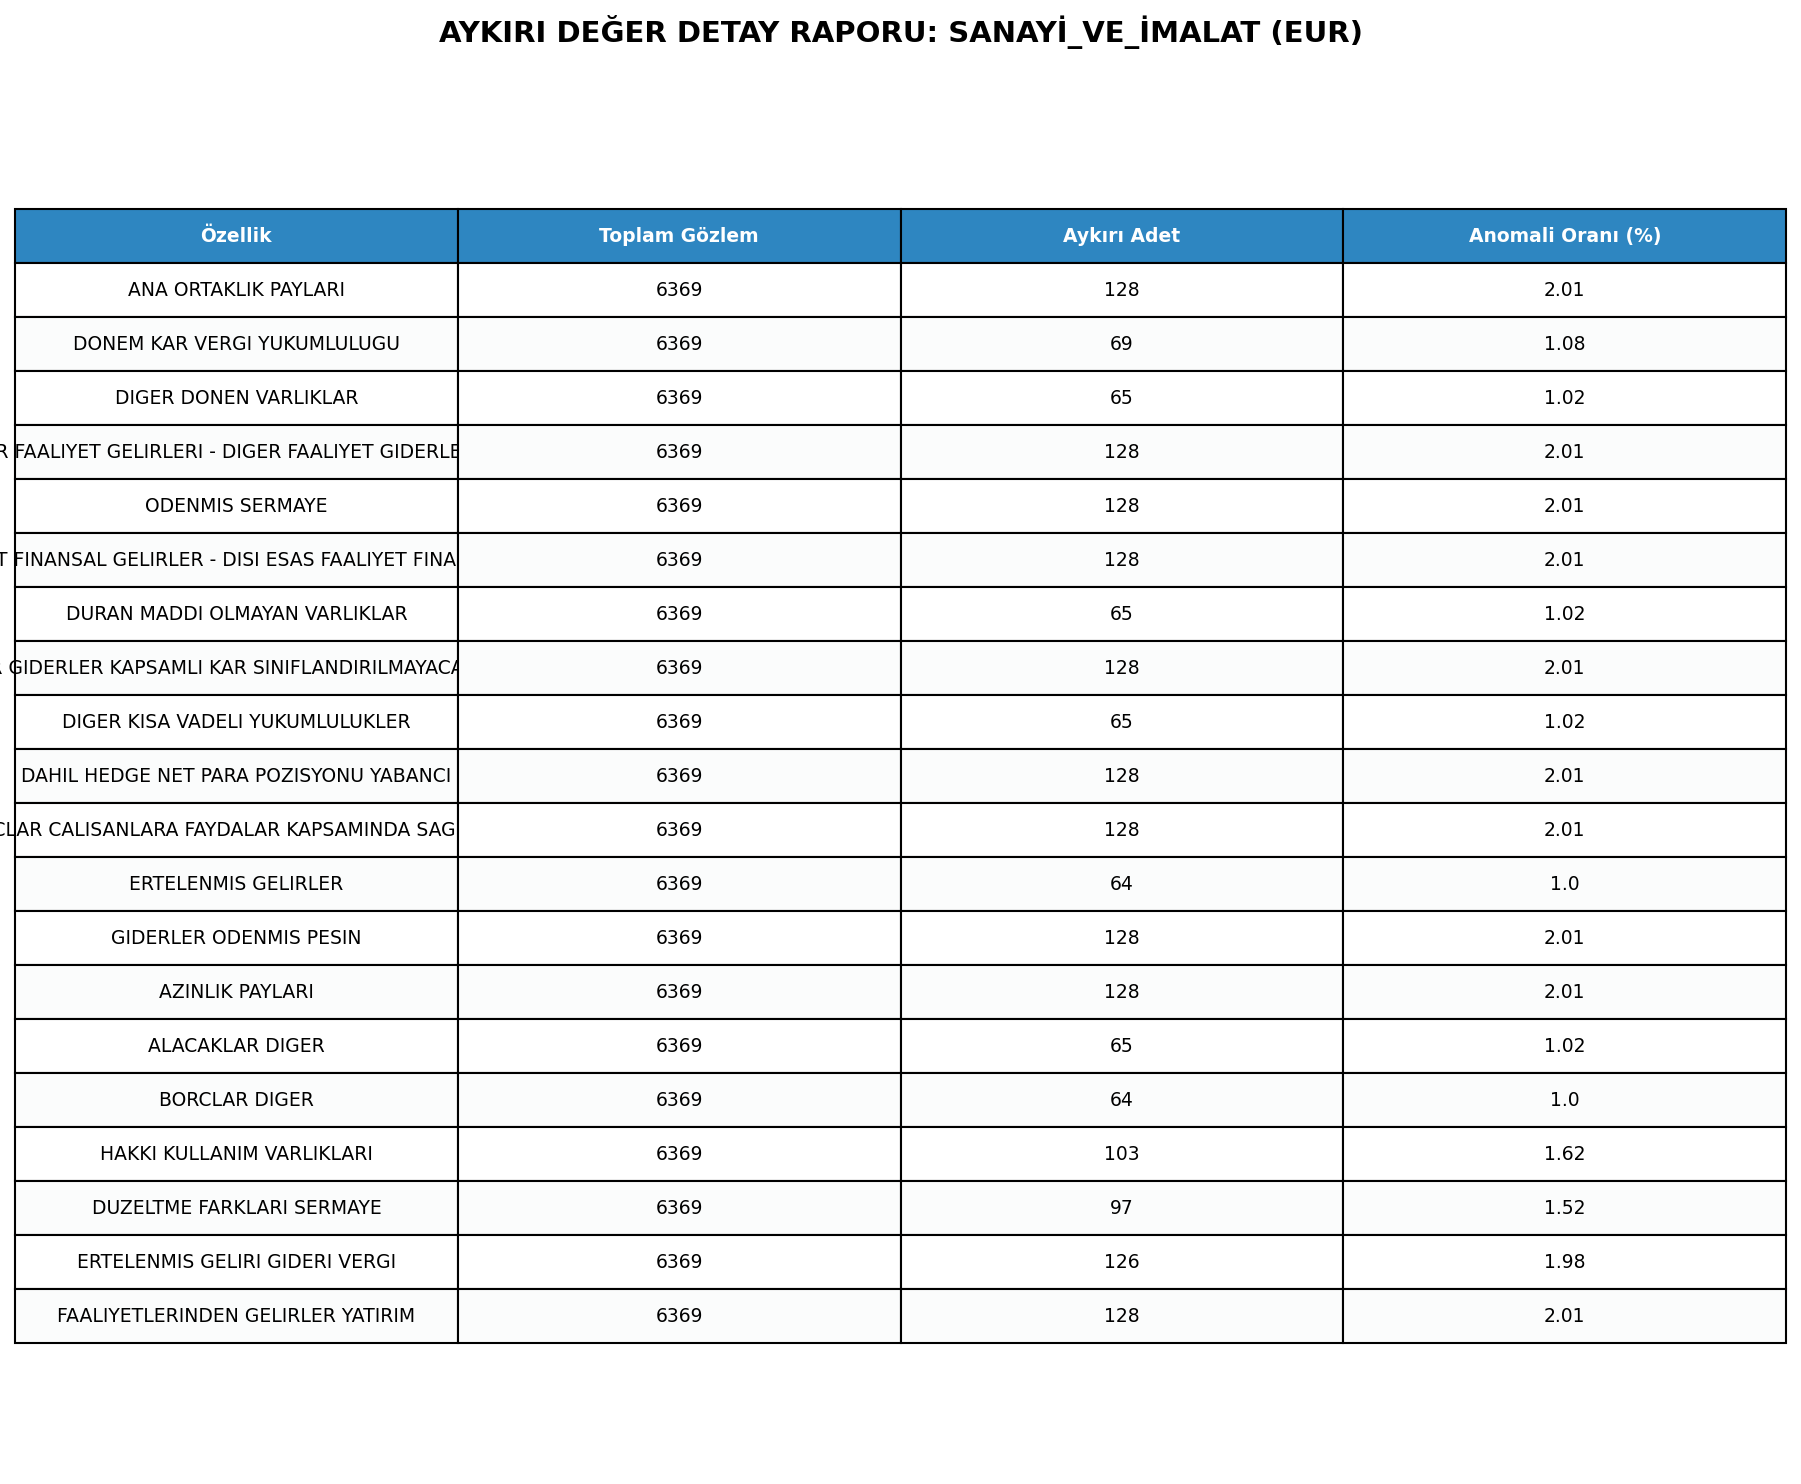 AYKIRI DEĞER DETAY RAPORU: SANAYİ_VE_İMALAT (EUR)
Özellik Toplam Gözlem Aykırı Adet Anomali Oranı (%)
ANA ORTAKLIK PAYLARI 6369 128 2.01
DONEM KAR VERGI YUKUMLULUGU 6369 69 1.08
DIGER DONEN VARLIKLAR 6369 65 1.02
R FAALIYET GELIRLERI - DIGER FAALIYET GIDERLE 6369 128 2.01
ODENMIS SERMAYE 6369 128 2.01
T FINANSAL GELIRLER - DISI ESAS FAALIYET FINA 6369 128 2.01
DURAN MADDI OLMAYAN VARLIKLAR 6369 65 1.02
R GIDERLER KAPSAMLI KAR SINIFLANDIRILMAYACA 6369 128 2.01
DIGER KISA VADELI YUKUMLULUKLER 6369 65 1.02
DAHIL HEDGE NET PARA POZISYONU YABANCI 6369 128 2.01
CLAR CALISANLARA FAYDALAR KAPSAMINDA SAG 6369 128 2.01
ERTELENMIS GELIRLER 6369 64 1.0
GIDERLER ODENMIS PESIN 6369 128 2.01
AZINLIK PAYLARI 6369 128 2.01
ALACAKLAR DIGER 6369 65 1.02
BORCLAR DIGER 6369 64 1.0
HAKKI KULLANIM VARLIKLARI 6369 103 1.62
DUZELTME FARKLARI SERMAYE 6369 97 1.52
ERTELENMIS GELIRI GIDERI VERGI 6369 126 1.98
FAALIYETLERINDEN GELIRLER YATIRIM 6369 128 2.01